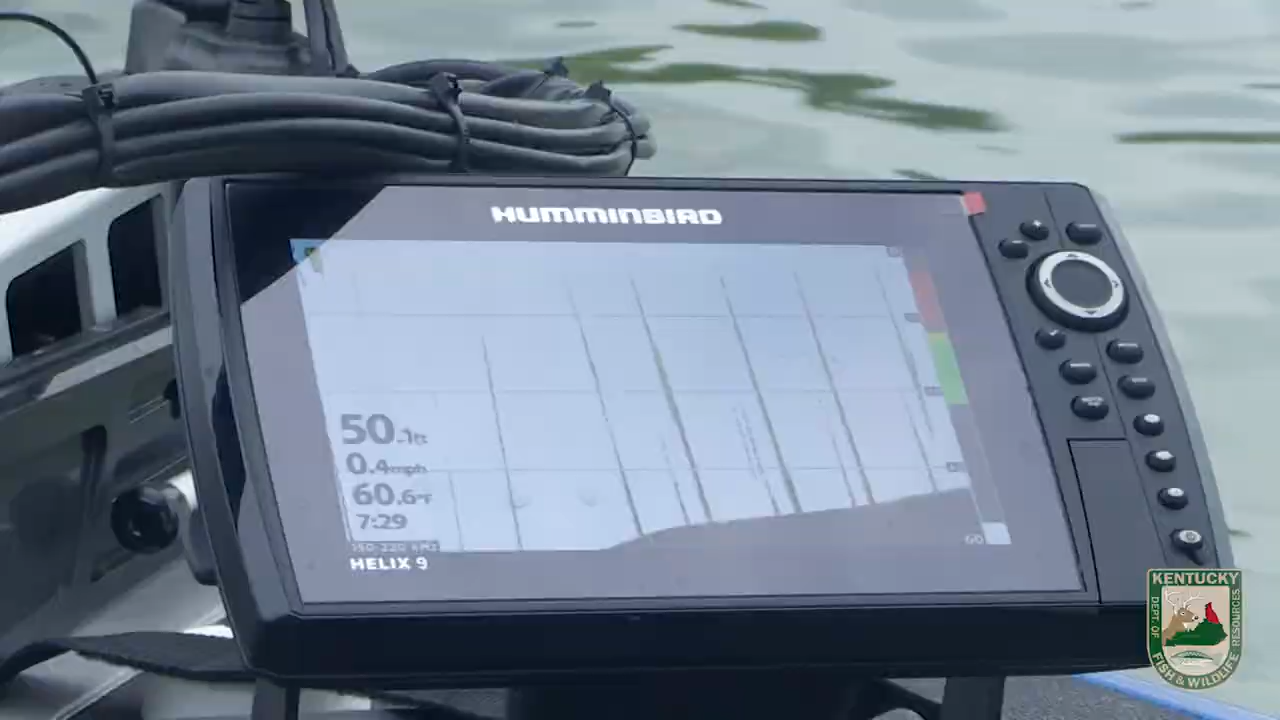 HUMMINBIRD
50.1ft
0.4mph
60.6°F
7:29
HELIX 9
60
KENTUCKY
DEPT. OF
FISH & WILDLIFE
RESOURCES